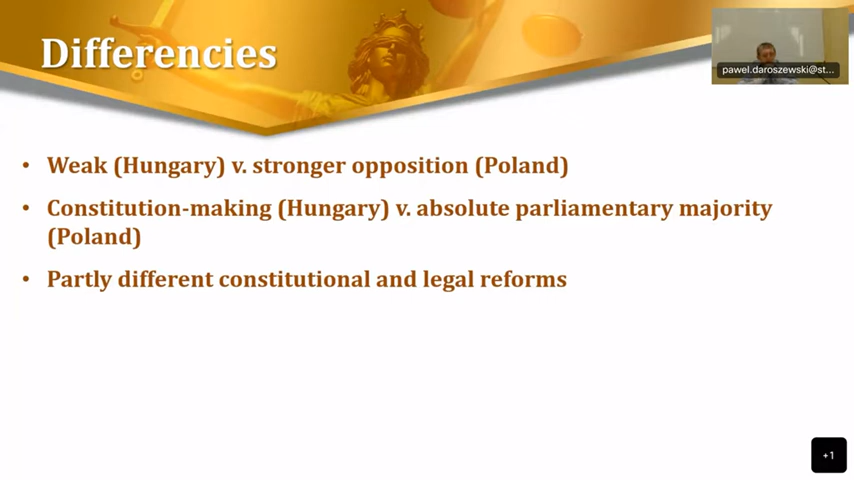 Differencies
pawel.daroszewski@st...
• Weak (Hungary) v. stronger opposition (Poland)
• Constitution-making (Hungary) v. absolute parliamentary majority
(Poland)
• Partly different constitutional and legal reforms
+1